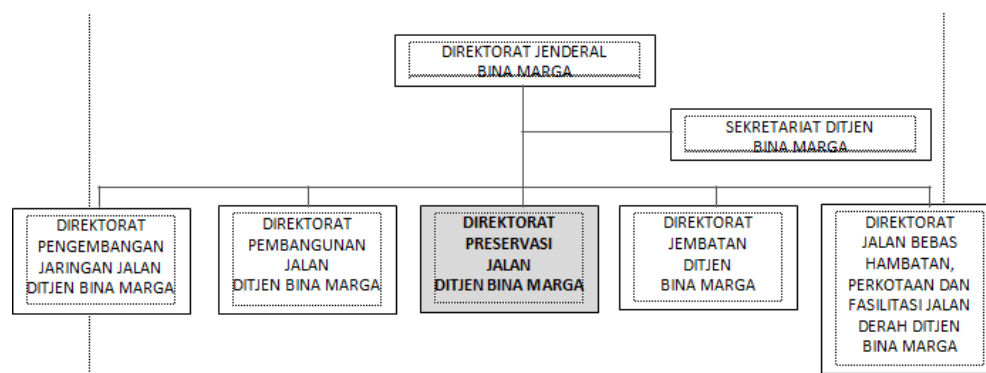 DIREKTORAT JENDERAL
BINA MARGA
SEKRETARIAT DITJEN
BINA MARGA
DIREKTORAT
PENGEMBANGAN
JARINGAN JALAN
DITJEN BINA MARGA
DIREKTORAT
PEMBANGUNAN
JALAN
DITJEN BINA MARGA
DIREKTORAT
PRESERVASI
JALAN
DITJEN BINA MARGA
DIREKTORAT
JEMBATAN
DITJEN
BINA MARGA
DIREKTORAT
JALAN BEBAS
HAMBATAN,
PERKOTAAN DAN
FASILITASI JALAN
DERAH DITJEN
BINA MARGA